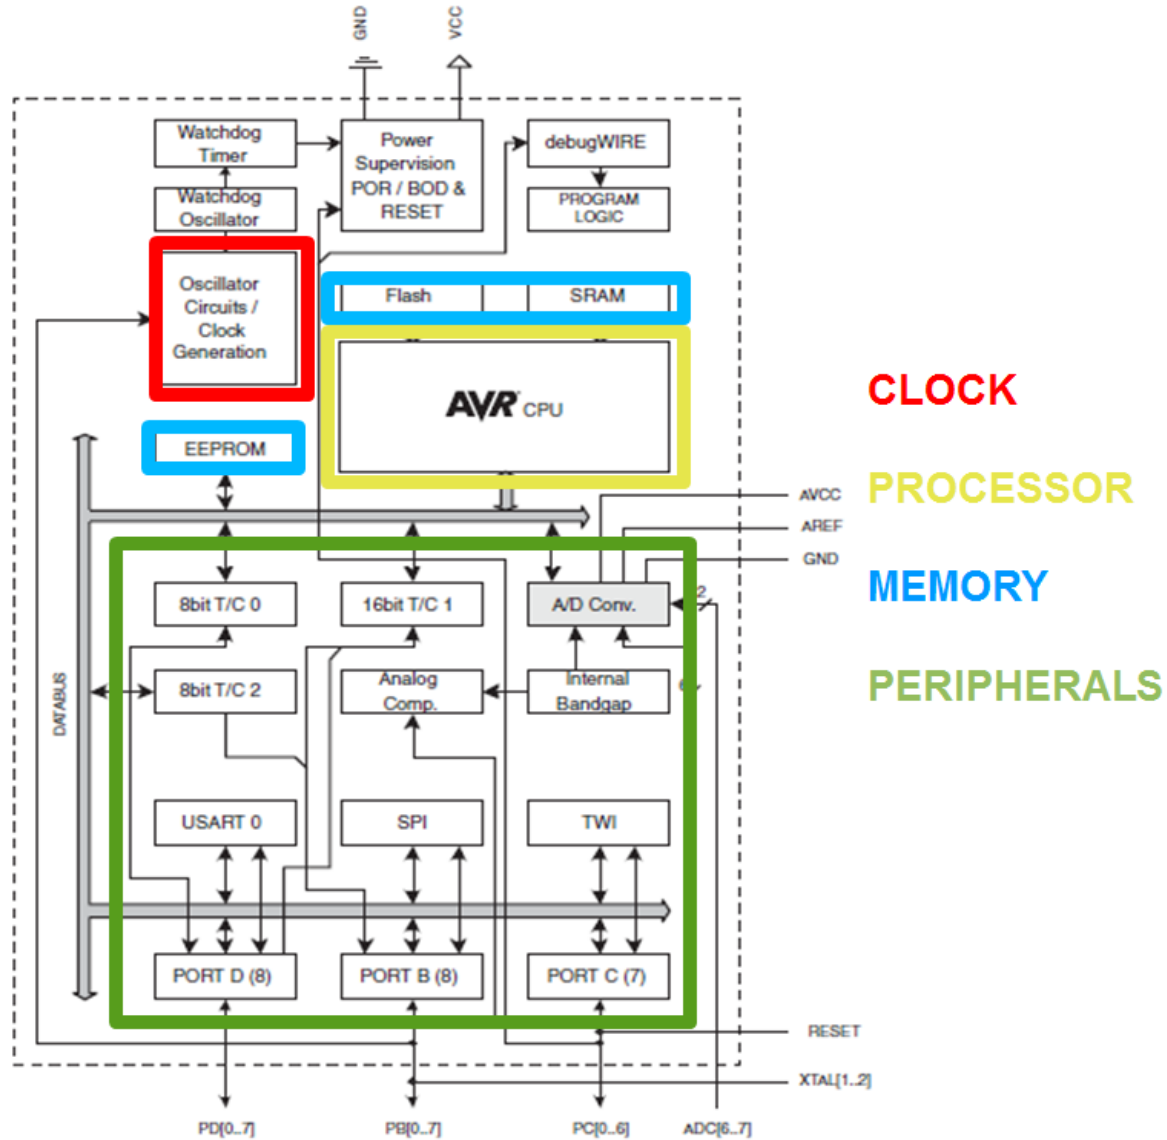 GND
VCC
Watchdog
Timer
Power
Supervision
POR / BOD &
RESET
debugWIRE
Watchdog
Oscillator
PROGRAM
LOGIC
Oscillator
Circuits /
Clock
Generation
Flash
SRAM
AVR CPU
CLOCK
EEPROM
PROCESSOR
AVCC
AREF
GND
MEMORY
8bit T/C 0
16bit T/C 1
A/D Conv.
2
DATABUS
8bit T/C 2
Analog
Comp.
Internal
Bandgap
6
PERIPHERALS
USART 0
SPI
TWI
PORT D (8)
PORT B (8)
PORT C (7)
RESET
XTAL[1..2]
PD[0..7]
PB[0..7]
PC[0..6]
ADC[6..7]